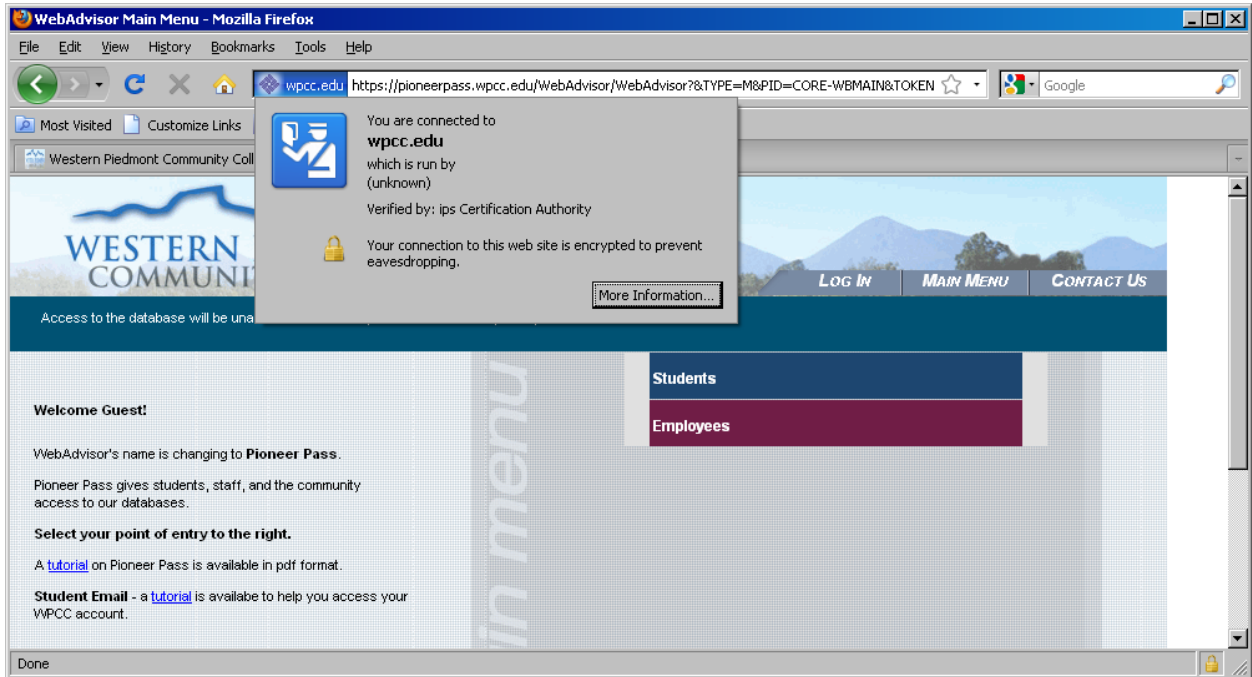 WebAdvisor Main Menu - Mozilla Firefox
File Edit View History Bookmarks Tools Help
wpcc.edu https://pioneerpass.wpcc.edu/WebAdvisor/WebAdvisor?&TYPE=M&PID=CORE-WBMAIN&TOKEN Google
Most Visited Customize Links
Western Piedmont Community Coll
You are connected to
wpcc.edu
which is run by
(unknown)
Verified by: ips Certification Authority
Your connection to this web site is encrypted to prevent
eavesdropping.
More Information...
WESTERN
COMMUNI
LOG IN MAIN MENU CONTACT US
Access to the database will be una
in menu
Students
Employees
Welcome Guest!
WebAdvisor's name is changing to Pioneer Pass.
Pioneer Pass gives students, staff, and the community
access to our databases.
Select your point of entry to the right.
A tutorial on Pioneer Pass is available in pdf format.
Student Email - a tutorial is availabe to help you access your
WPCC account.
Done